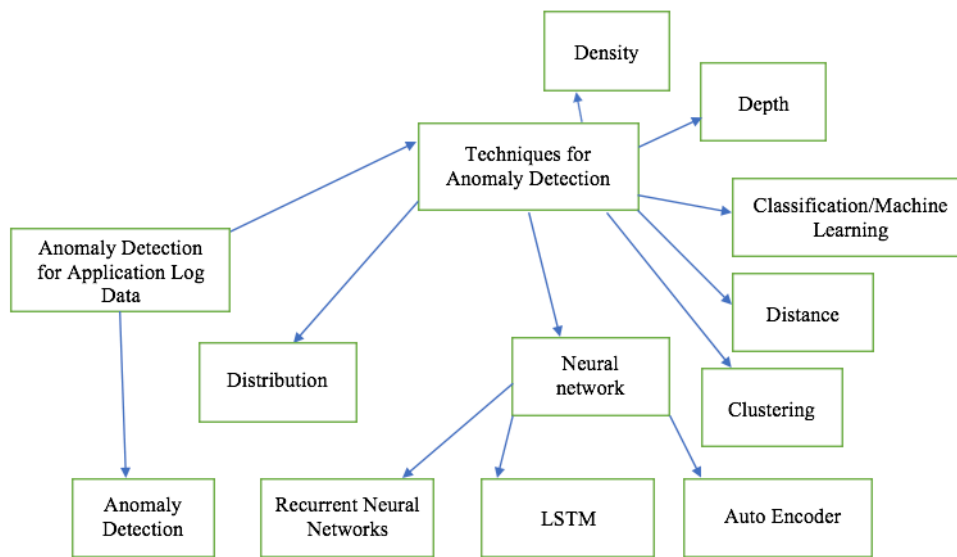 Density
Depth
Techniques for
Anomaly Detection
Classification/Machine
Learning
Anomaly Detection
for Application Log
Data
Distance
Distribution
Neural
network
Clustering
Anomaly
Detection
Recurrent Neural
Networks
LSTM
Auto Encoder